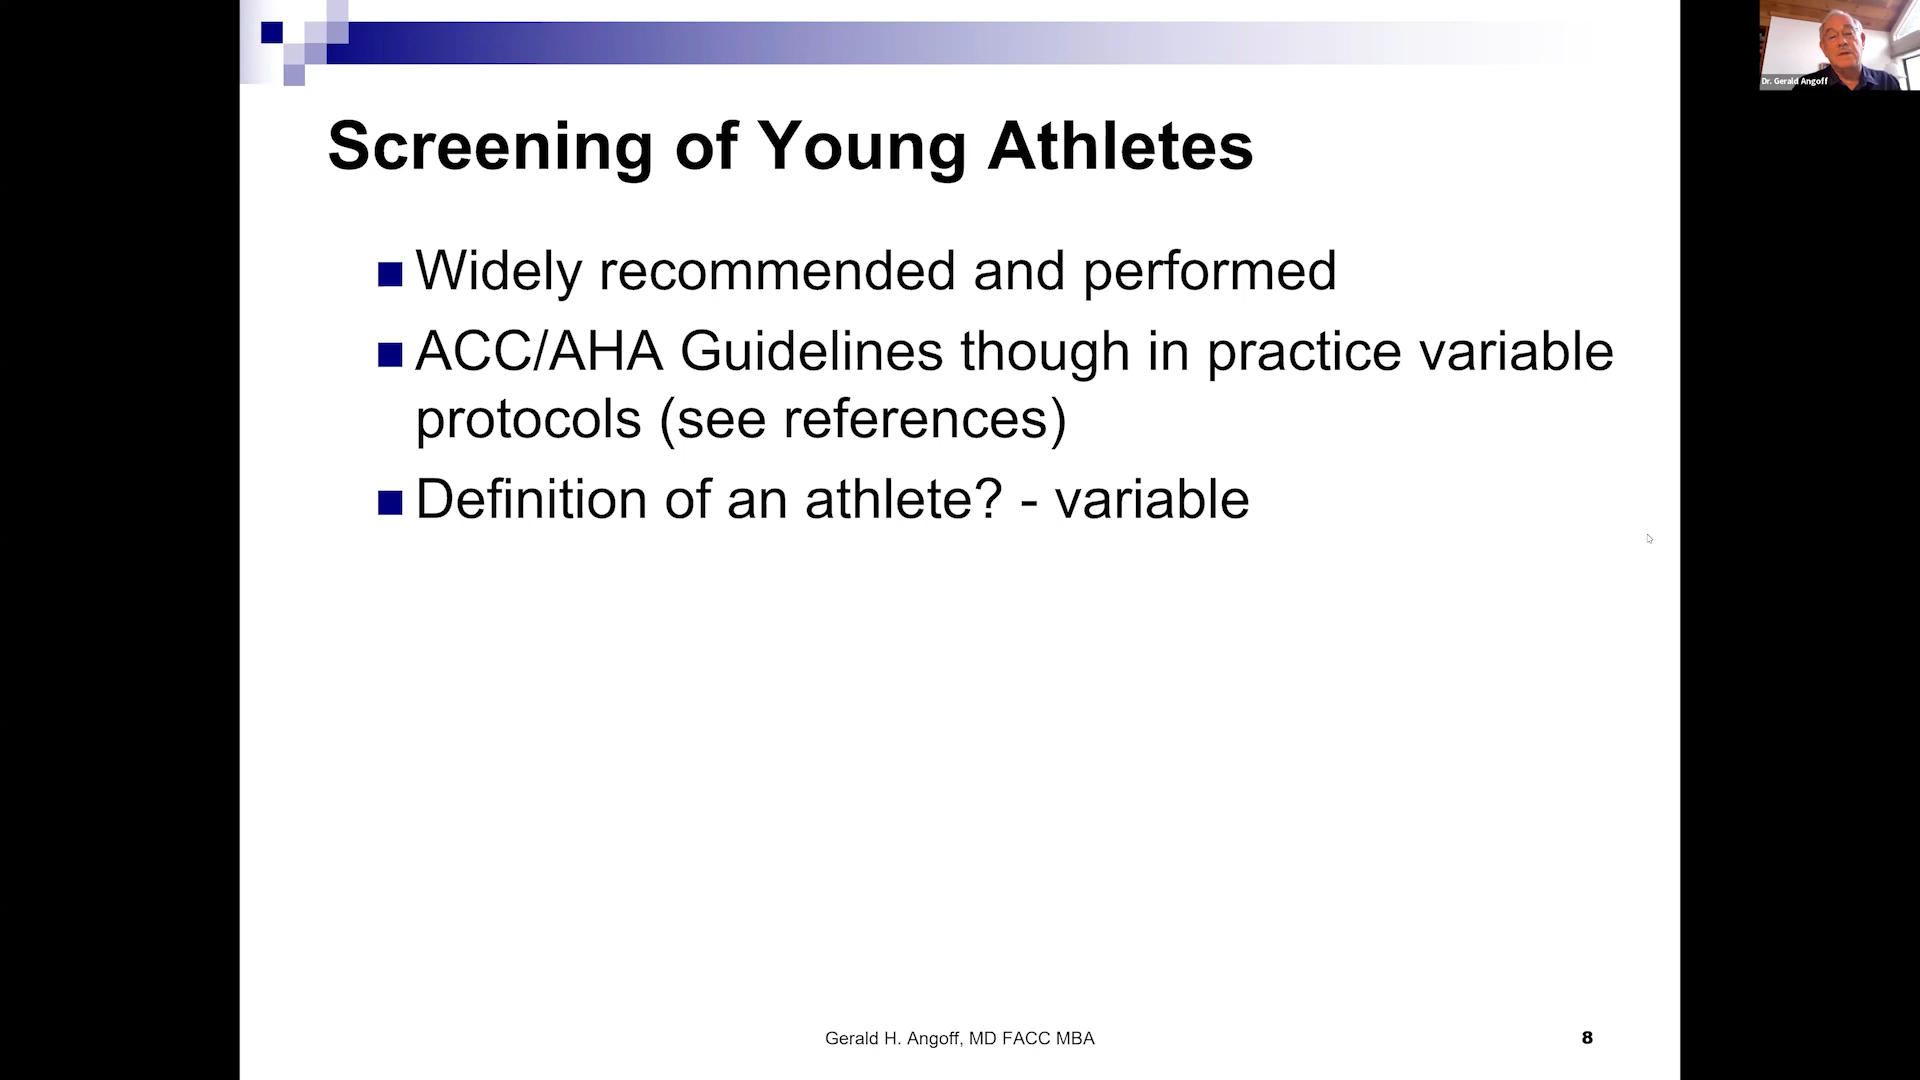 Dr. Gerald Angoff
Screening of Young Athletes
Widely recommended and performed
ACC/AHA Guidelines though in practice variable
protocols (see references)
Definition of an athlete? - variable
Gerald H. Angoff, MD FACC MBA
8